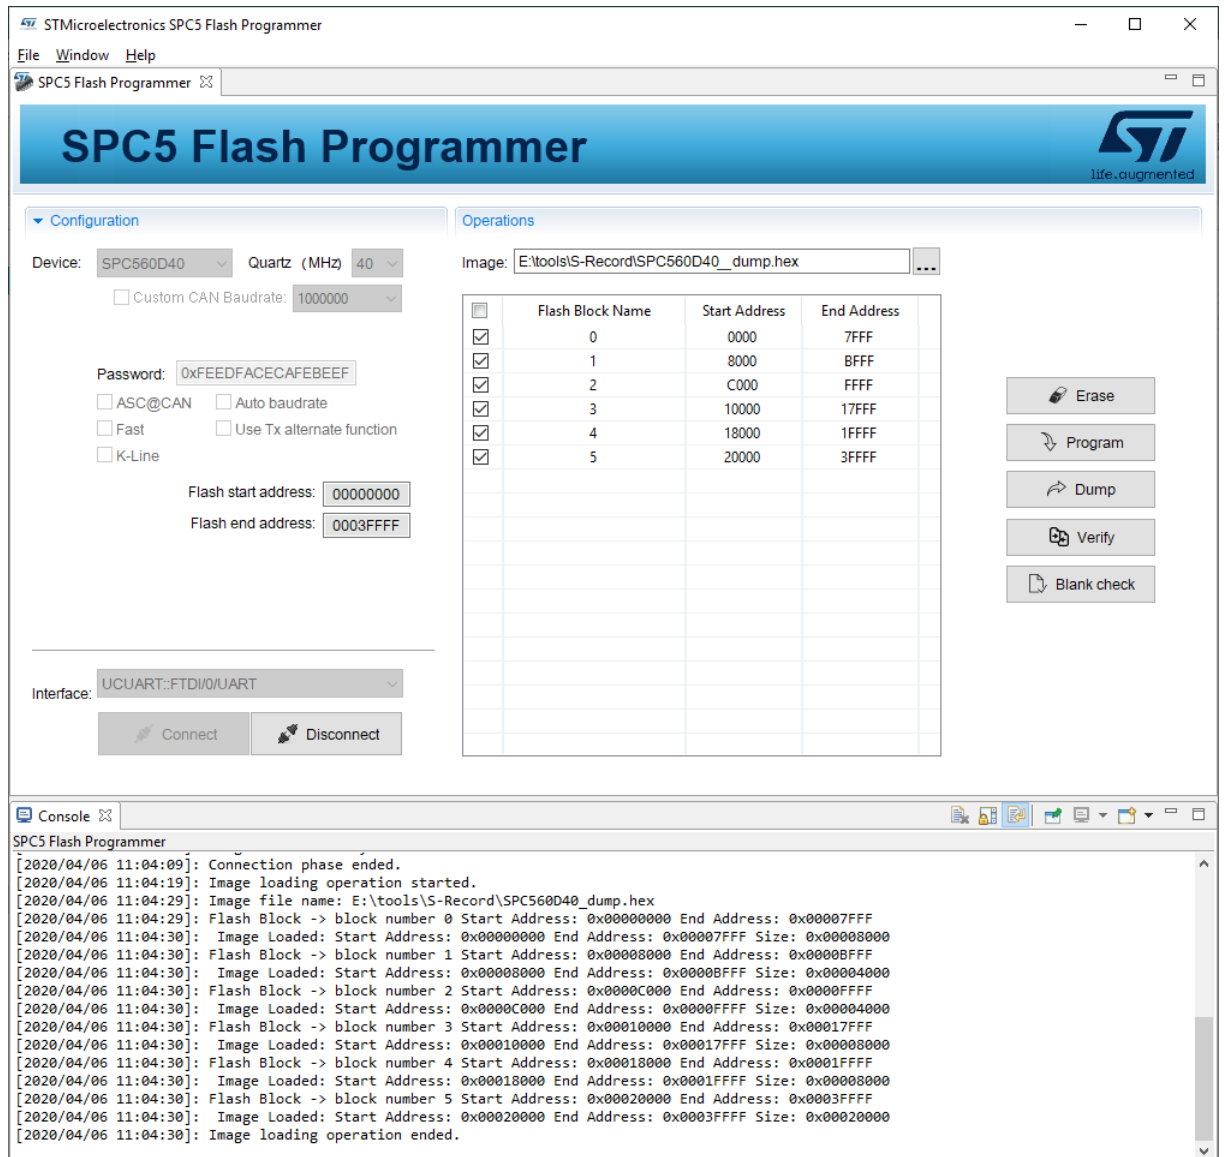 STMicroelectronics SPC5 Flash Programmer
File Window Help
SPC5 Flash Programmer
SPC5 Flash Programmer
life.augmented
Configuration
Device: SPC560D40 Quartz (MHz) 40
Custom CAN Baudrate: 1000000
Password: 0xFEEDFACECAFEBEEF
ASC@CAN Auto baudrate
Fast Use Tx alternate function
K-Line
Flash start address: 00000000
Flash end address: 0003FFFF
Interface: UCUART::FTDI/0/UART
Connect Disconnect
Operations
Image: E:\tools\S-Record\SPC560D40__dump.hex ...
Flash Block Name Start Address End Address
0 0000 7FFF
1 8000 BFFF
2 C000 FFFF
3 10000 17FFF
4 18000 1FFFF
5 20000 3FFFF
Erase
Program
Dump
Verify
Blank check
Console
SPC5 Flash Programmer
[2020/04/06 11:04:09]: Connection phase ended.
[2020/04/06 11:04:19]: Image loading operation started.
[2020/04/06 11:04:29]: Image file name: E:\tools\S-Record\SPC560D40_dump.hex
[2020/04/06 11:04:29]: Flash Block -> block number 0 Start Address: 0x00000000 End Address: 0x00007FFF
[2020/04/06 11:04:30]:  Image Loaded: Start Address: 0x00000000 End Address: 0x00007FFF Size: 0x00008000
[2020/04/06 11:04:30]: Flash Block -> block number 1 Start Address: 0x00008000 End Address: 0x0000BFFF
[2020/04/06 11:04:30]:  Image Loaded: Start Address: 0x00008000 End Address: 0x0000BFFF Size: 0x00004000
[2020/04/06 11:04:30]: Flash Block -> block number 2 Start Address: 0x0000C000 End Address: 0x0000FFFF
[2020/04/06 11:04:30]:  Image Loaded: Start Address: 0x0000C000 End Address: 0x0000FFFF Size: 0x00004000
[2020/04/06 11:04:30]: Flash Block -> block number 3 Start Address: 0x00010000 End Address: 0x00017FFF
[2020/04/06 11:04:30]:  Image Loaded: Start Address: 0x00010000 End Address: 0x00017FFF Size: 0x00008000
[2020/04/06 11:04:30]: Flash Block -> block number 4 Start Address: 0x00018000 End Address: 0x0001FFFF
[2020/04/06 11:04:30]:  Image Loaded: Start Address: 0x00018000 End Address: 0x0001FFFF Size: 0x00008000
[2020/04/06 11:04:30]: Flash Block -> block number 5 Start Address: 0x00020000 End Address: 0x0003FFFF
[2020/04/06 11:04:30]:  Image Loaded: Start Address: 0x00020000 End Address: 0x0003FFFF Size: 0x00020000
[2020/04/06 11:04:30]: Image loading operation ended.